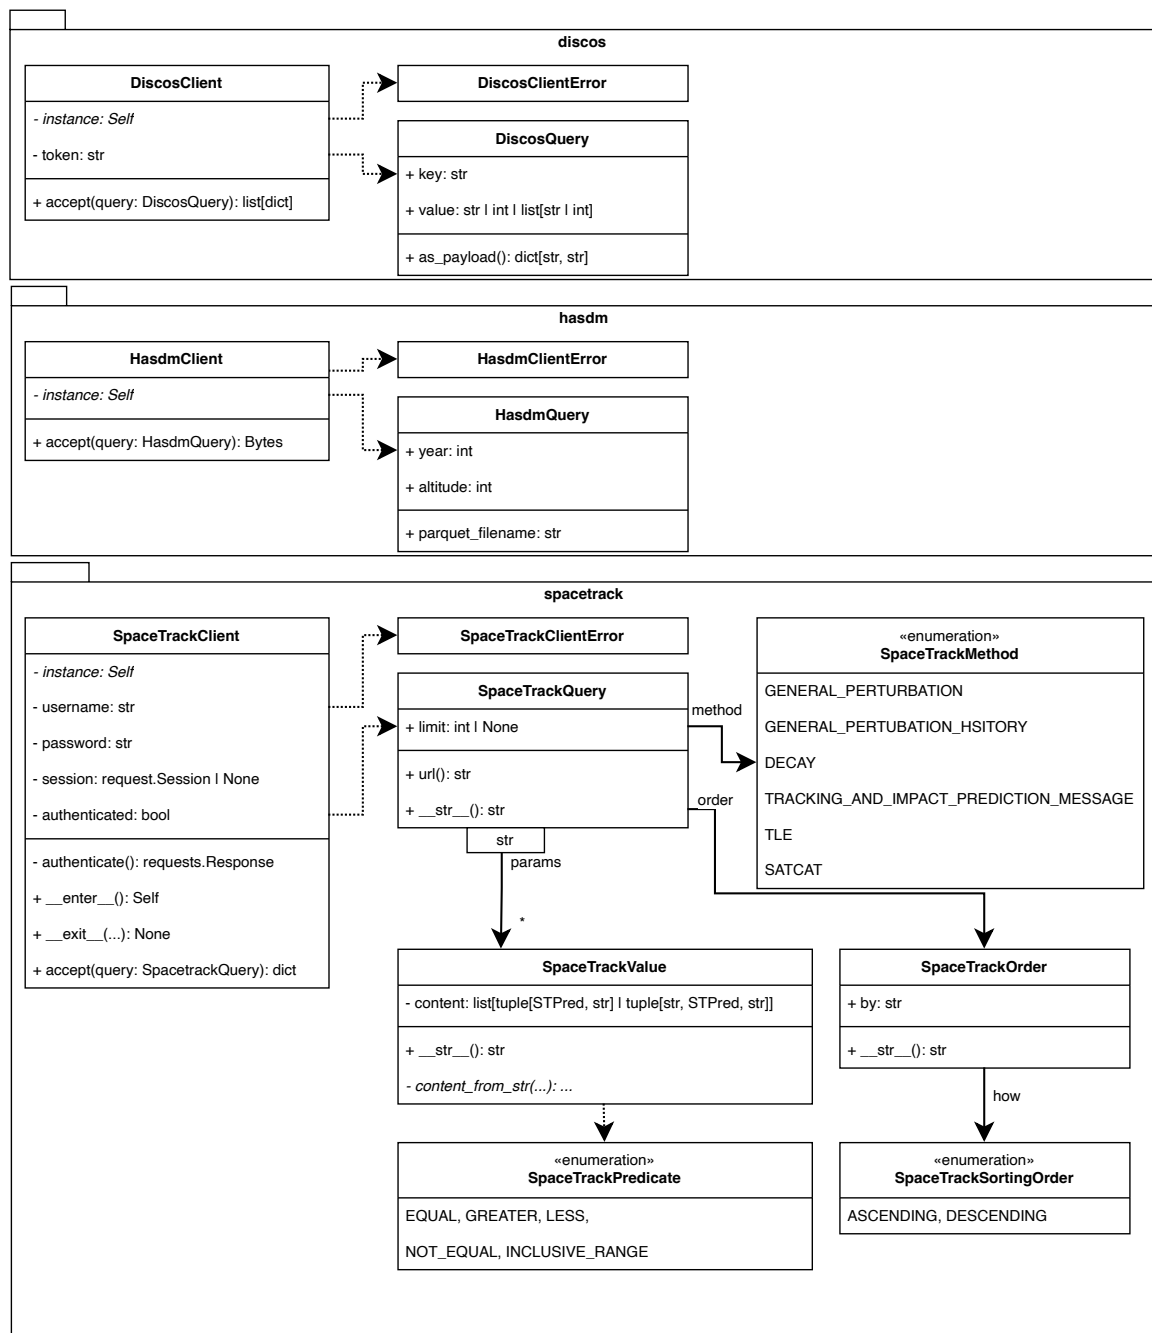 discos
DiscosClient
- instance: Self
- token: str
+ accept(query: DiscosQuery): list[dict]
DiscosClientError
DiscosQuery
+ key: str
+ value: str | int | list[str | int]
+ as_payload(): dict[str, str]
hasdm
HasdmClient
- instance: Self
+ accept(query: HasdmQuery): Bytes
HasdmClientError
HasdmQuery
+ year: int
+ altitude: int
+ parquet_filename: str
spacetrack
SpaceTrackClient
- instance: Self
- username: str
- password: str
- session: request.Session | None
- authenticated: bool
- authenticate(): requests.Response
+ __enter__(): Self
+ __exit__(...): None
+ accept(query: SpacetrackQuery): dict
SpaceTrackClientError
SpaceTrackQuery
+ limit: int | None
+ url(): str
+ __str__(): str
str
params
*
method
order
«enumeration»
SpaceTrackMethod
GENERAL_PERTURBATION
GENERAL_PERTUBATION_HSITORY
DECAY
TRACKING_AND_IMPACT_PREDICTION_MESSAGE
TLE
SATCAT
SpaceTrackValue
- content: list[tuple[STPred, str] | tuple[str, STPred, str]]
+ __str__(): str
- content_from_str(...): ...
SpaceTrackOrder
+ by: str
+ __str__(): str
how
«enumeration»
SpaceTrackPredicate
EQUAL, GREATER, LESS,
NOT_EQUAL, INCLUSIVE_RANGE
«enumeration»
SpaceTrackSortingOrder
ASCENDING, DESCENDING